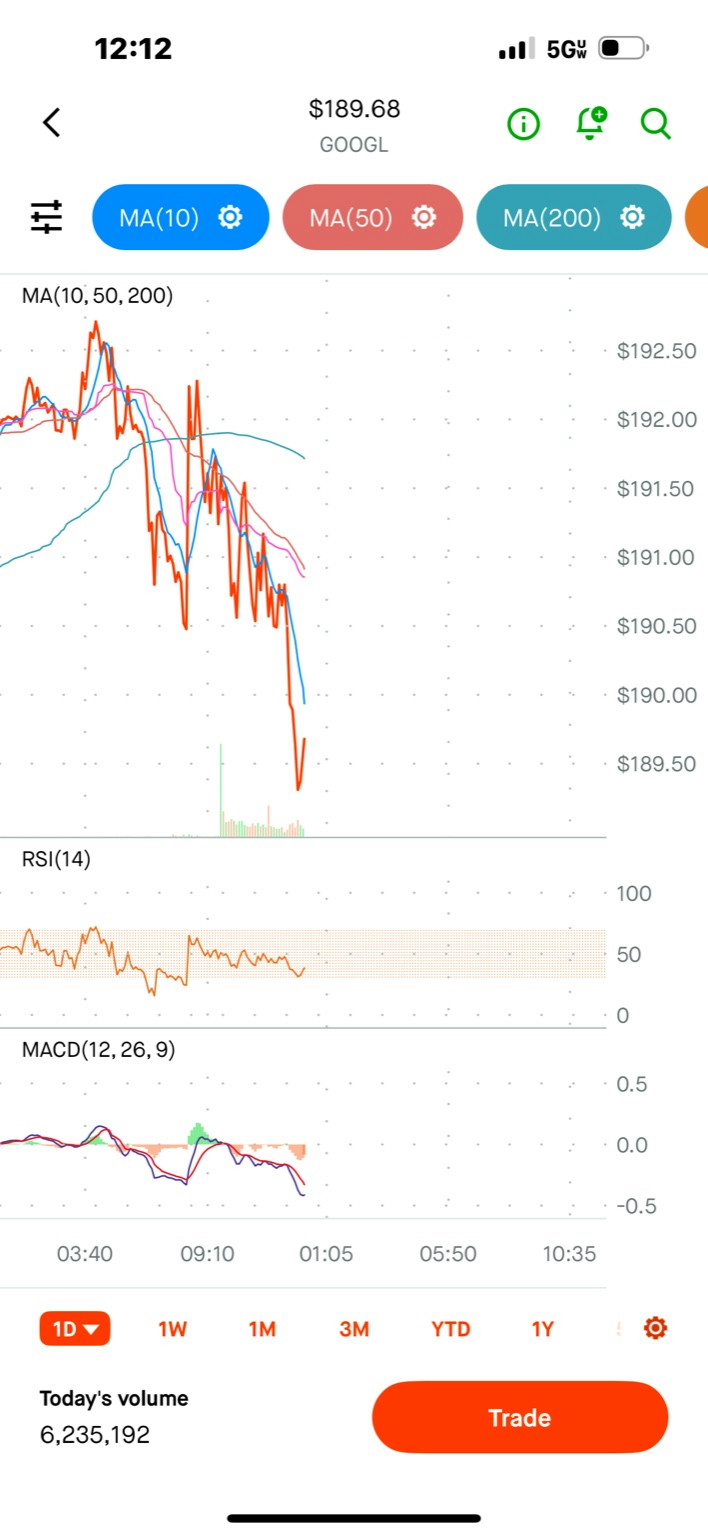 12:12
5GUW
$189.68
GOOGL
MA(10)
MA(50)
MA(200)
MA(10, 50, 200)
$192.50
$192.00
$191.50
$191.00
$190.50
$190.00
$189.50
RSI(14)
100
50
0
MACD(12, 26, 9)
0.5
0.0
-0.5
03:40 09:10 01:05 05:50 10:35
1D 1W 1M 3M YTD 1Y
Today's volume
6,235,192
Trade